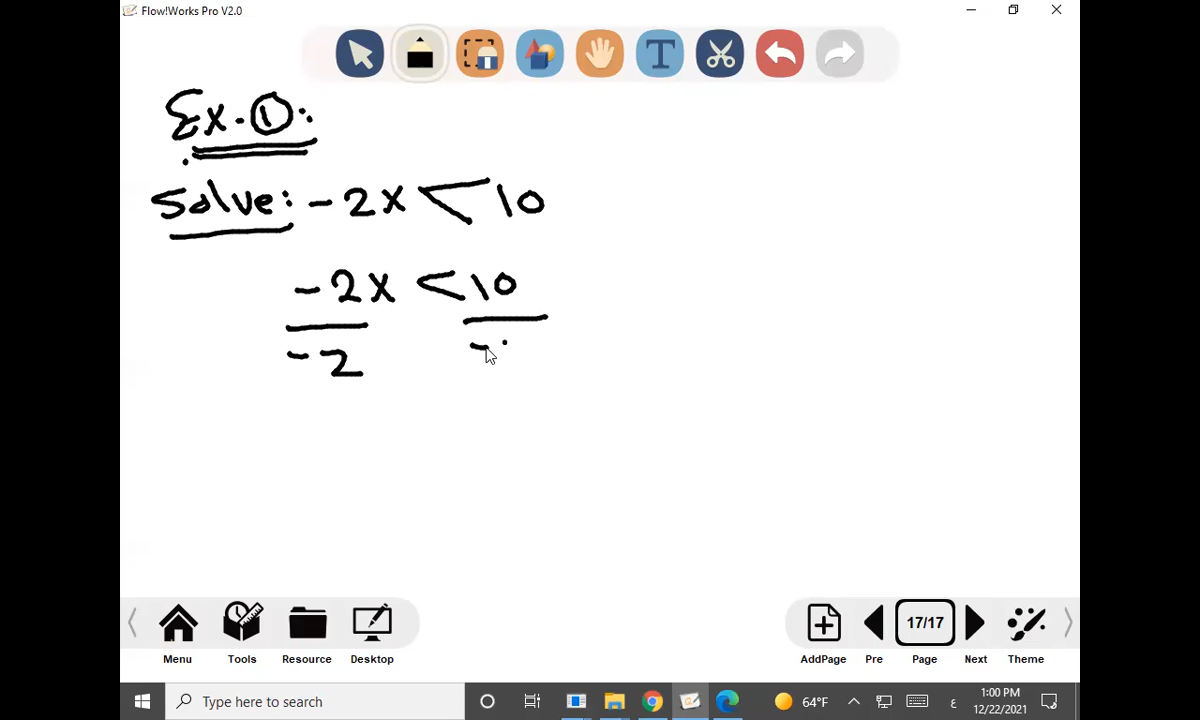 Flow!Works Pro V2.0
Ex.①:
Solve: -2x < 10
-2x < 10
-2 -
17/17
Menu Tools Resource Desktop AddPage Pre Page Next Theme
Type here to search 64°F ع 1:00 PM
12/22/2021